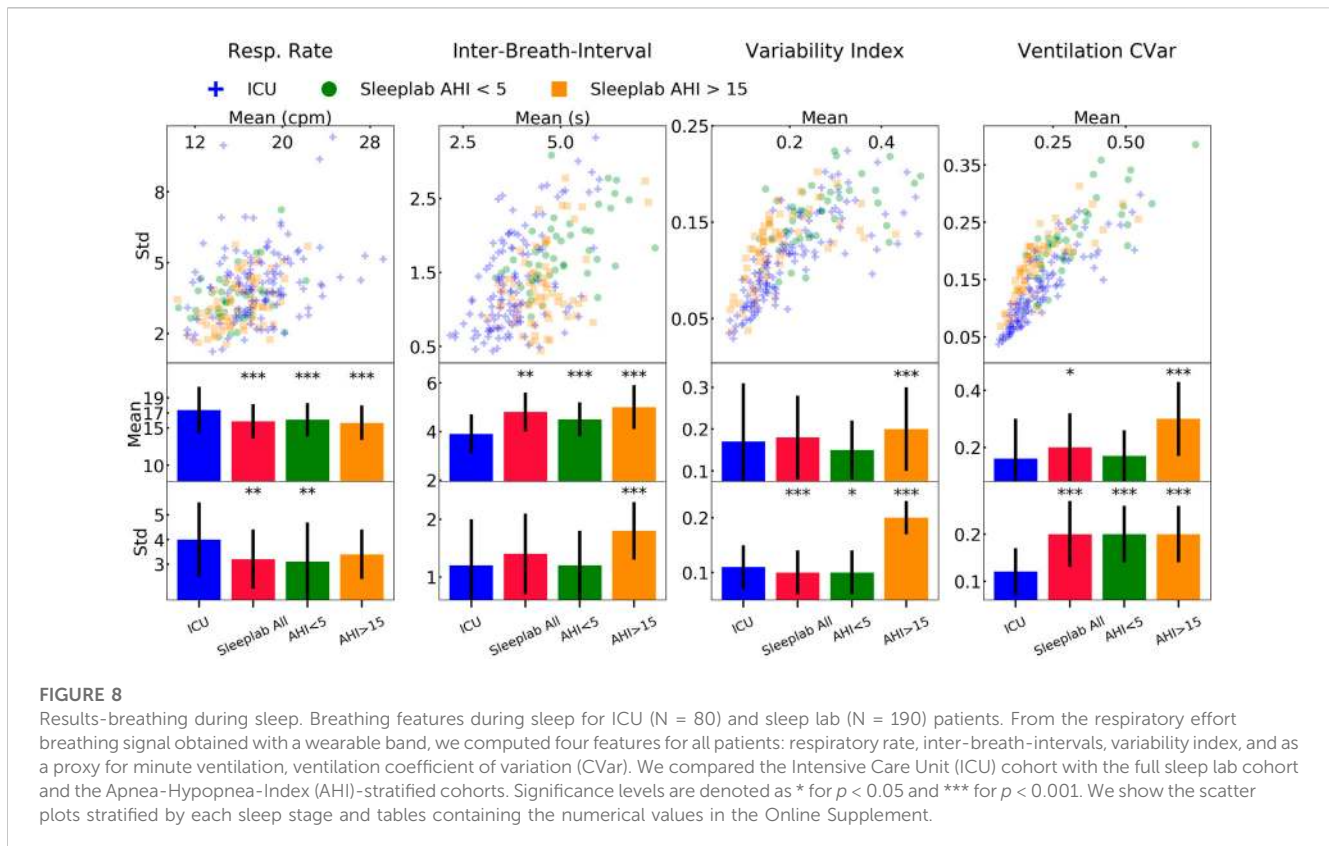 Resp. Rate Inter-Breath-Interval Variability Index Ventilation CVar
ICU Sleeplab AHI < 5 Sleeplab AHI > 15
Mean (cpm) Mean (s) Mean Mean
12 20 28 2.5 5.0 0.2 0.4 0.25 0.50
Std
8
5
2
2.5
1.5
0.5
0.25
0.15
0.05
0.35
0.25
0.15
0.05
Mean
19
17
15
10
*** *** ***
6
4
2
** *** ***
0.3
0.2
0.1
***
0.4
0.2
* ***
Std
5
4
3
** **
2
1
***
0.2
0.1
*** * ***
0.2
0.1
*** *** ***
ICU Sleeplab All AHI<5 AHI>15 ICU Sleeplab All AHI<5 AHI>15 ICU Sleeplab All AHI<5 AHI>15 ICU Sleeplab All AHI<5 AHI>15
FIGURE 8
Results-breathing during sleep. Breathing features during sleep for ICU (N = 80) and sleep lab (N = 190) patients. From the respiratory effort
breathing signal obtained with a wearable band, we computed four features for all patients: respiratory rate, inter-breath-intervals, variability index, and as
a proxy for minute ventilation, ventilation coefficient of variation (CVar). We compared the Intensive Care Unit (ICU) cohort with the full sleep lab cohort
and the Apnea-Hypopnea-Index (AHI)-stratified cohorts. Significance levels are denoted as * for p < 0.05 and *** for p < 0.001. We show the scatter
plots stratified by each sleep stage and tables containing the numerical values in the Online Supplement.